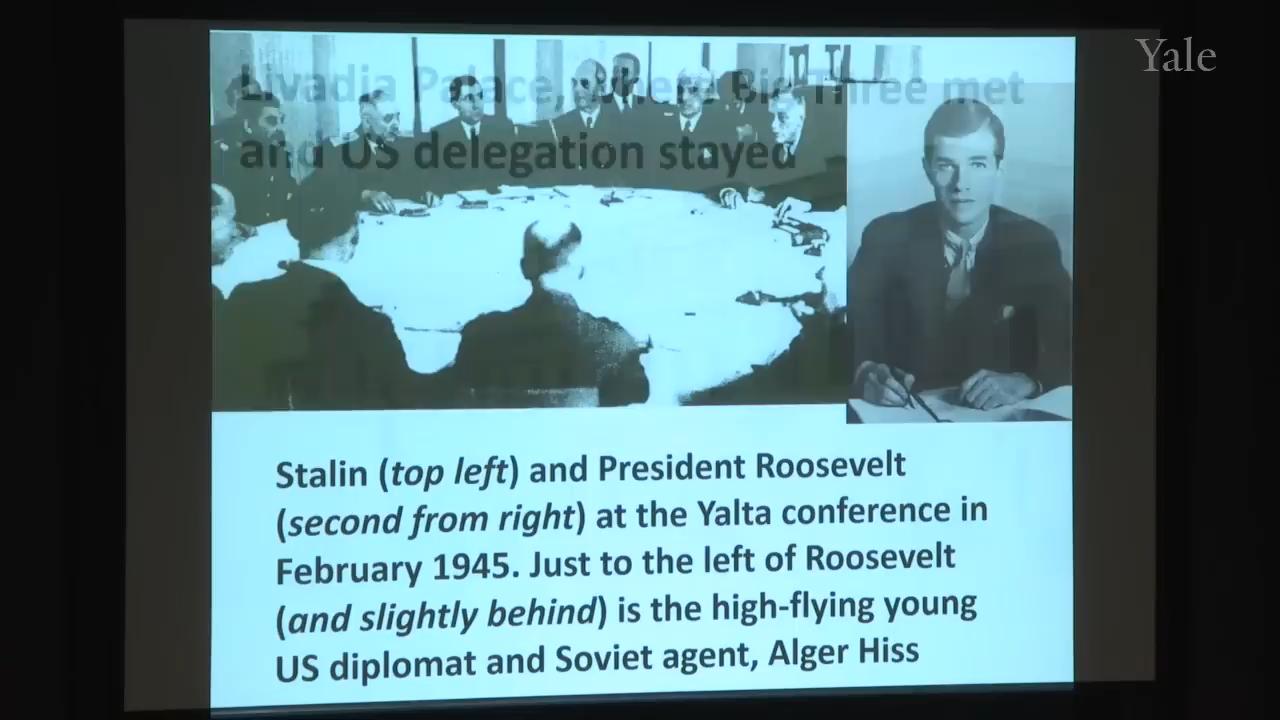 Yale
Livadia Palace, where Big Three met
and US delegation stayed
Stalin (top left) and President Roosevelt
(second from right) at the Yalta conference in
February 1945. Just to the left of Roosevelt
(and slightly behind) is the high-flying young
US diplomat and Soviet agent, Alger Hiss